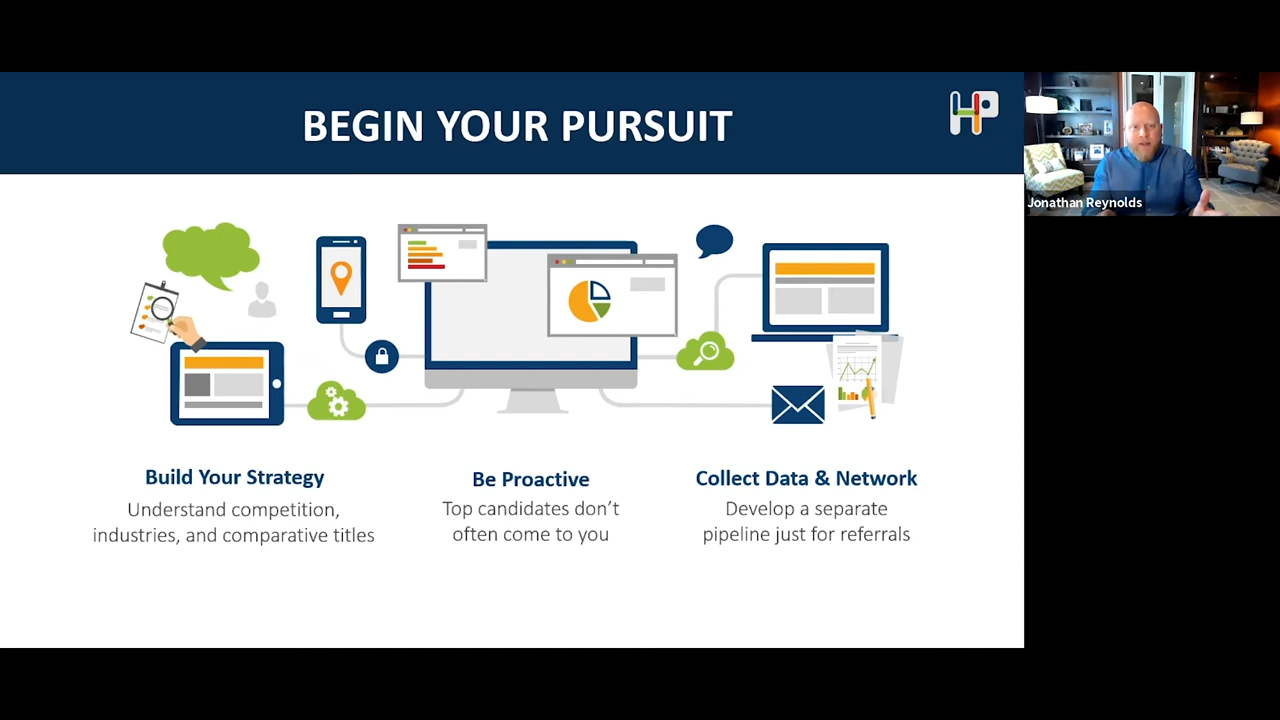 BEGIN YOUR PURSUIT
HP
Jonathan Reynolds
Build Your Strategy
Understand competition,
industries, and comparative titles
Be Proactive
Top candidates don't
often come to you
Collect Data & Network
Develop a separate
pipeline just for referrals